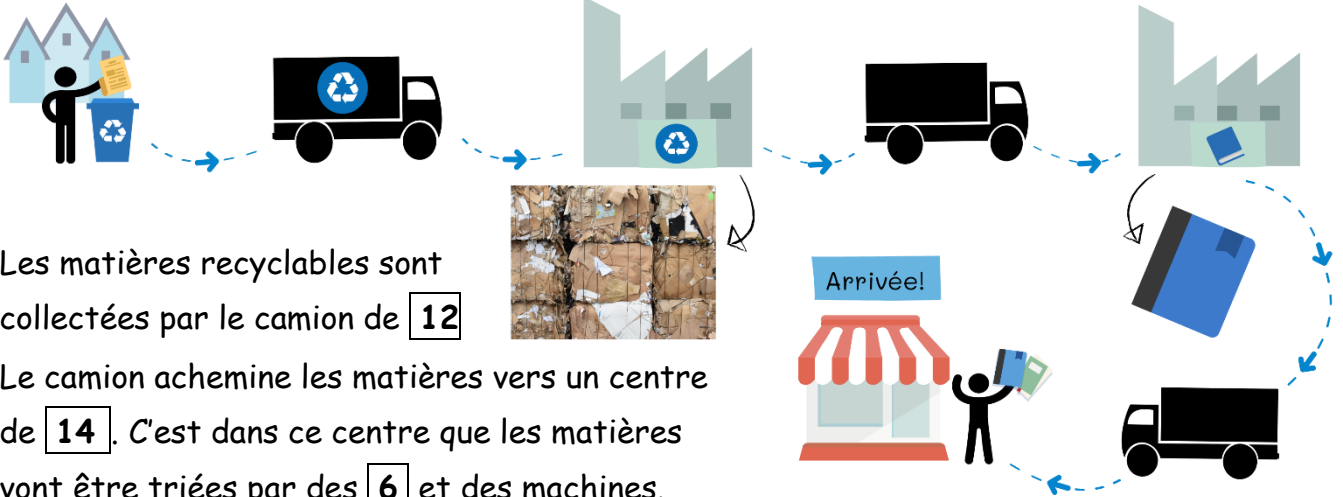 Les matières recyclables sont
collectées par le camion de 12
Le camion achemine les matières vers un centre
de 14. C'est dans ce centre que les matières
vont être triées par des 6 et des machines.
Arrivée!